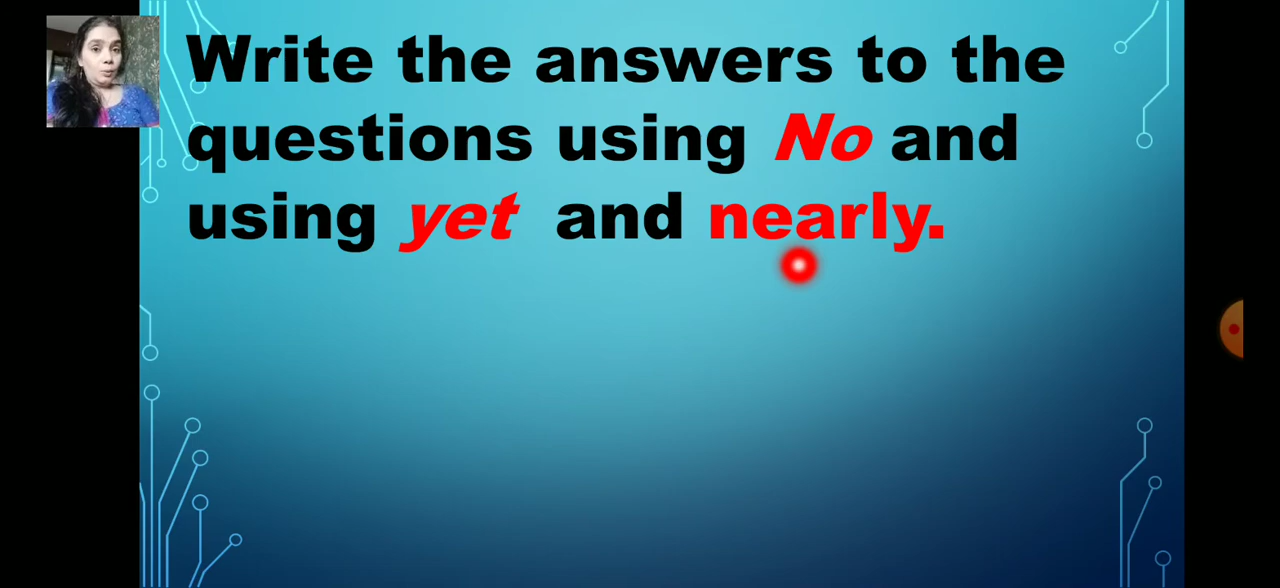 Write the answers to the
questions using No and
using yet and nearly.